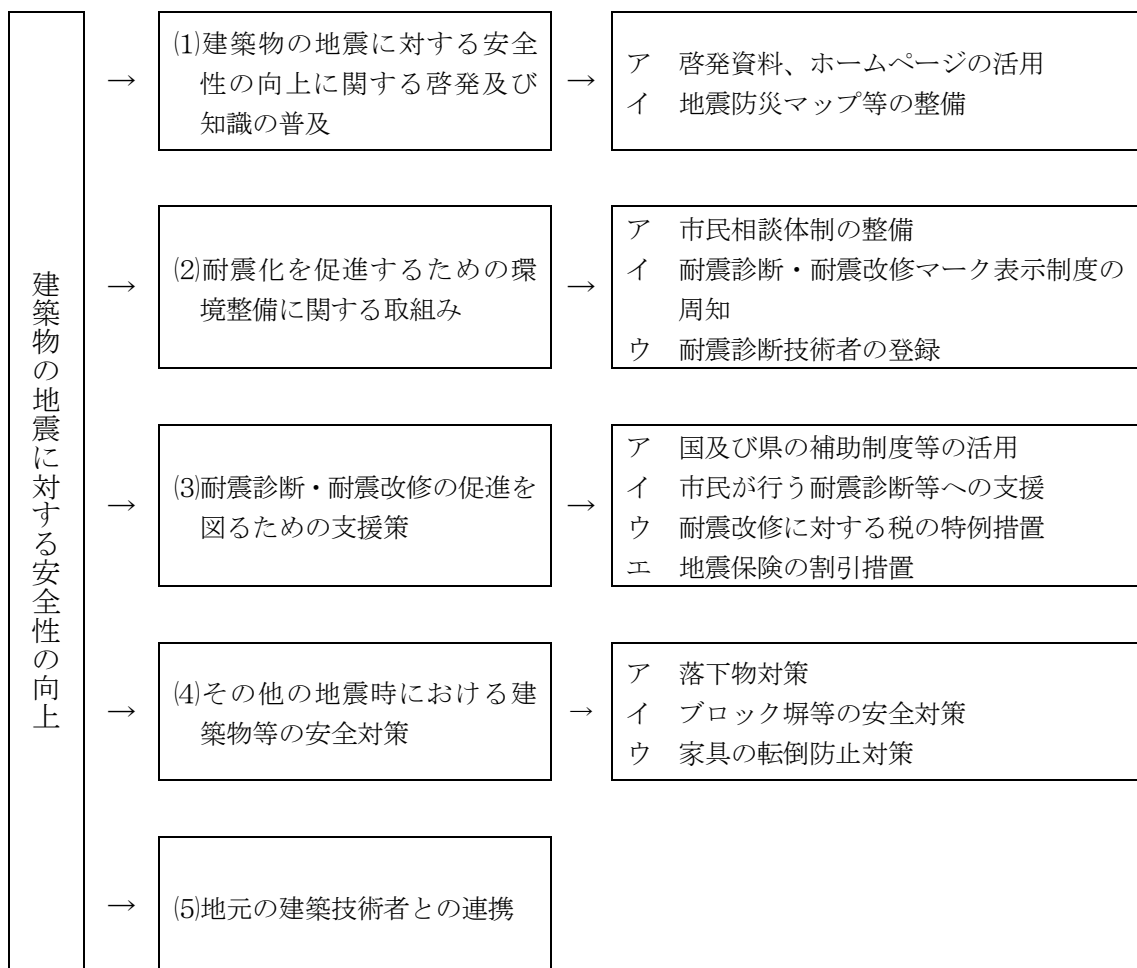 建築物の地震に対する安全性の向上
→
⑴建築物の地震に対する安全
性の向上に関する啓発及び
知識の普及
→
ア　啓発資料、ホームページの活用
イ　地震防災マップ等の整備
→
⑵耐震化を促進するための環
境整備に関する取組み
→
ア　市民相談体制の整備
イ　耐震診断・耐震改修マーク表示制度の
周知
ウ　耐震診断技術者の登録
→
⑶耐震診断・耐震改修の促進を
図るための支援策
→
ア　国及び県の補助制度等の活用
イ　市民が行う耐震診断等への支援
ウ　耐震改修に対する税の特例措置
エ　地震保険の割引措置
→
⑷その他の地震時における建
築物等の安全対策
→
ア　落下物対策
イ　ブロック塀等の安全対策
ウ　家具の転倒防止対策
→
⑸地元の建築技術者との連携